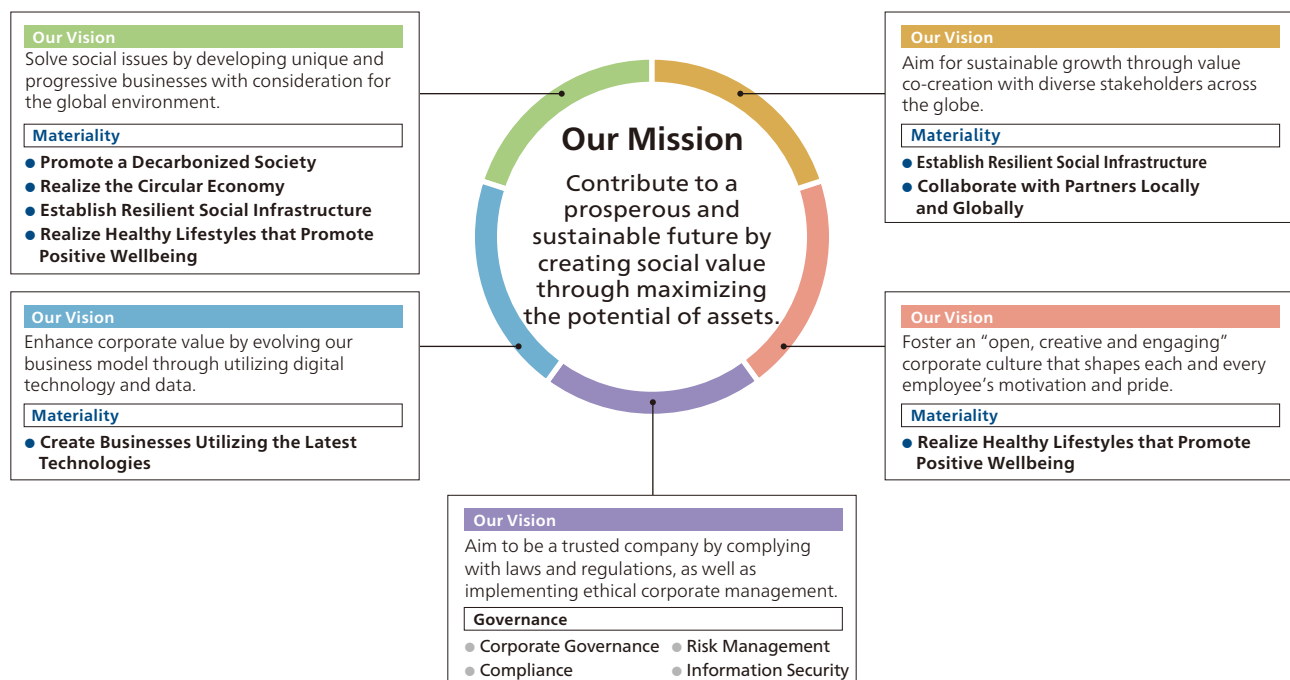 Our Vision
Solve social issues by developing unique and
progressive businesses with consideration for
the global environment.
Materiality
● Promote a Decarbonized Society
● Realize the Circular Economy
● Establish Resilient Social Infrastructure
● Realize Healthy Lifestyles that Promote
Positive Wellbeing
Our Vision
Aim for sustainable growth through value
co-creation with diverse stakeholders across
the globe.
Materiality
● Establish Resilient Social Infrastructure
● Collaborate with Partners Locally
and Globally
Our Mission
Contribute to a
prosperous and
sustainable future by
creating social value
through maximizing
the potential of assets.
Our Vision
Enhance corporate value by evolving our
business model through utilizing digital
technology and data.
Materiality
● Create Businesses Utilizing the Latest
Technologies
Our Vision
Foster an “open, creative and engaging”
corporate culture that shapes each and every
employee’s motivation and pride.
Materiality
● Realize Healthy Lifestyles that Promote
Positive Wellbeing
Our Vision
Aim to be a trusted company by complying
with laws and regulations, as well as
implementing ethical corporate management.
Governance
● Corporate Governance ● Risk Management
● Compliance ● Information Security